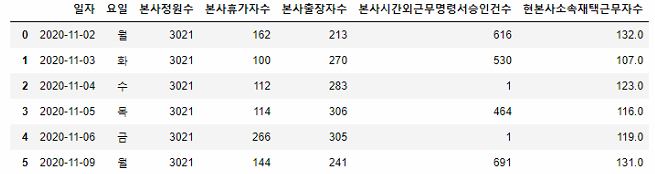 일자 요일 본사정원수 본사휴가자수 본사출장자수 본사시간외근무명령서승인건수 현본사소속재택근무자수
0 2020-11-02 월 3021 162 213 616 132.0
1 2020-11-03 화 3021 100 270 530 107.0
2 2020-11-04 수 3021 112 283 1 123.0
3 2020-11-05 목 3021 114 306 464 116.0
4 2020-11-06 금 3021 266 305 1 119.0
5 2020-11-09 월 3021 144 241 691 131.0